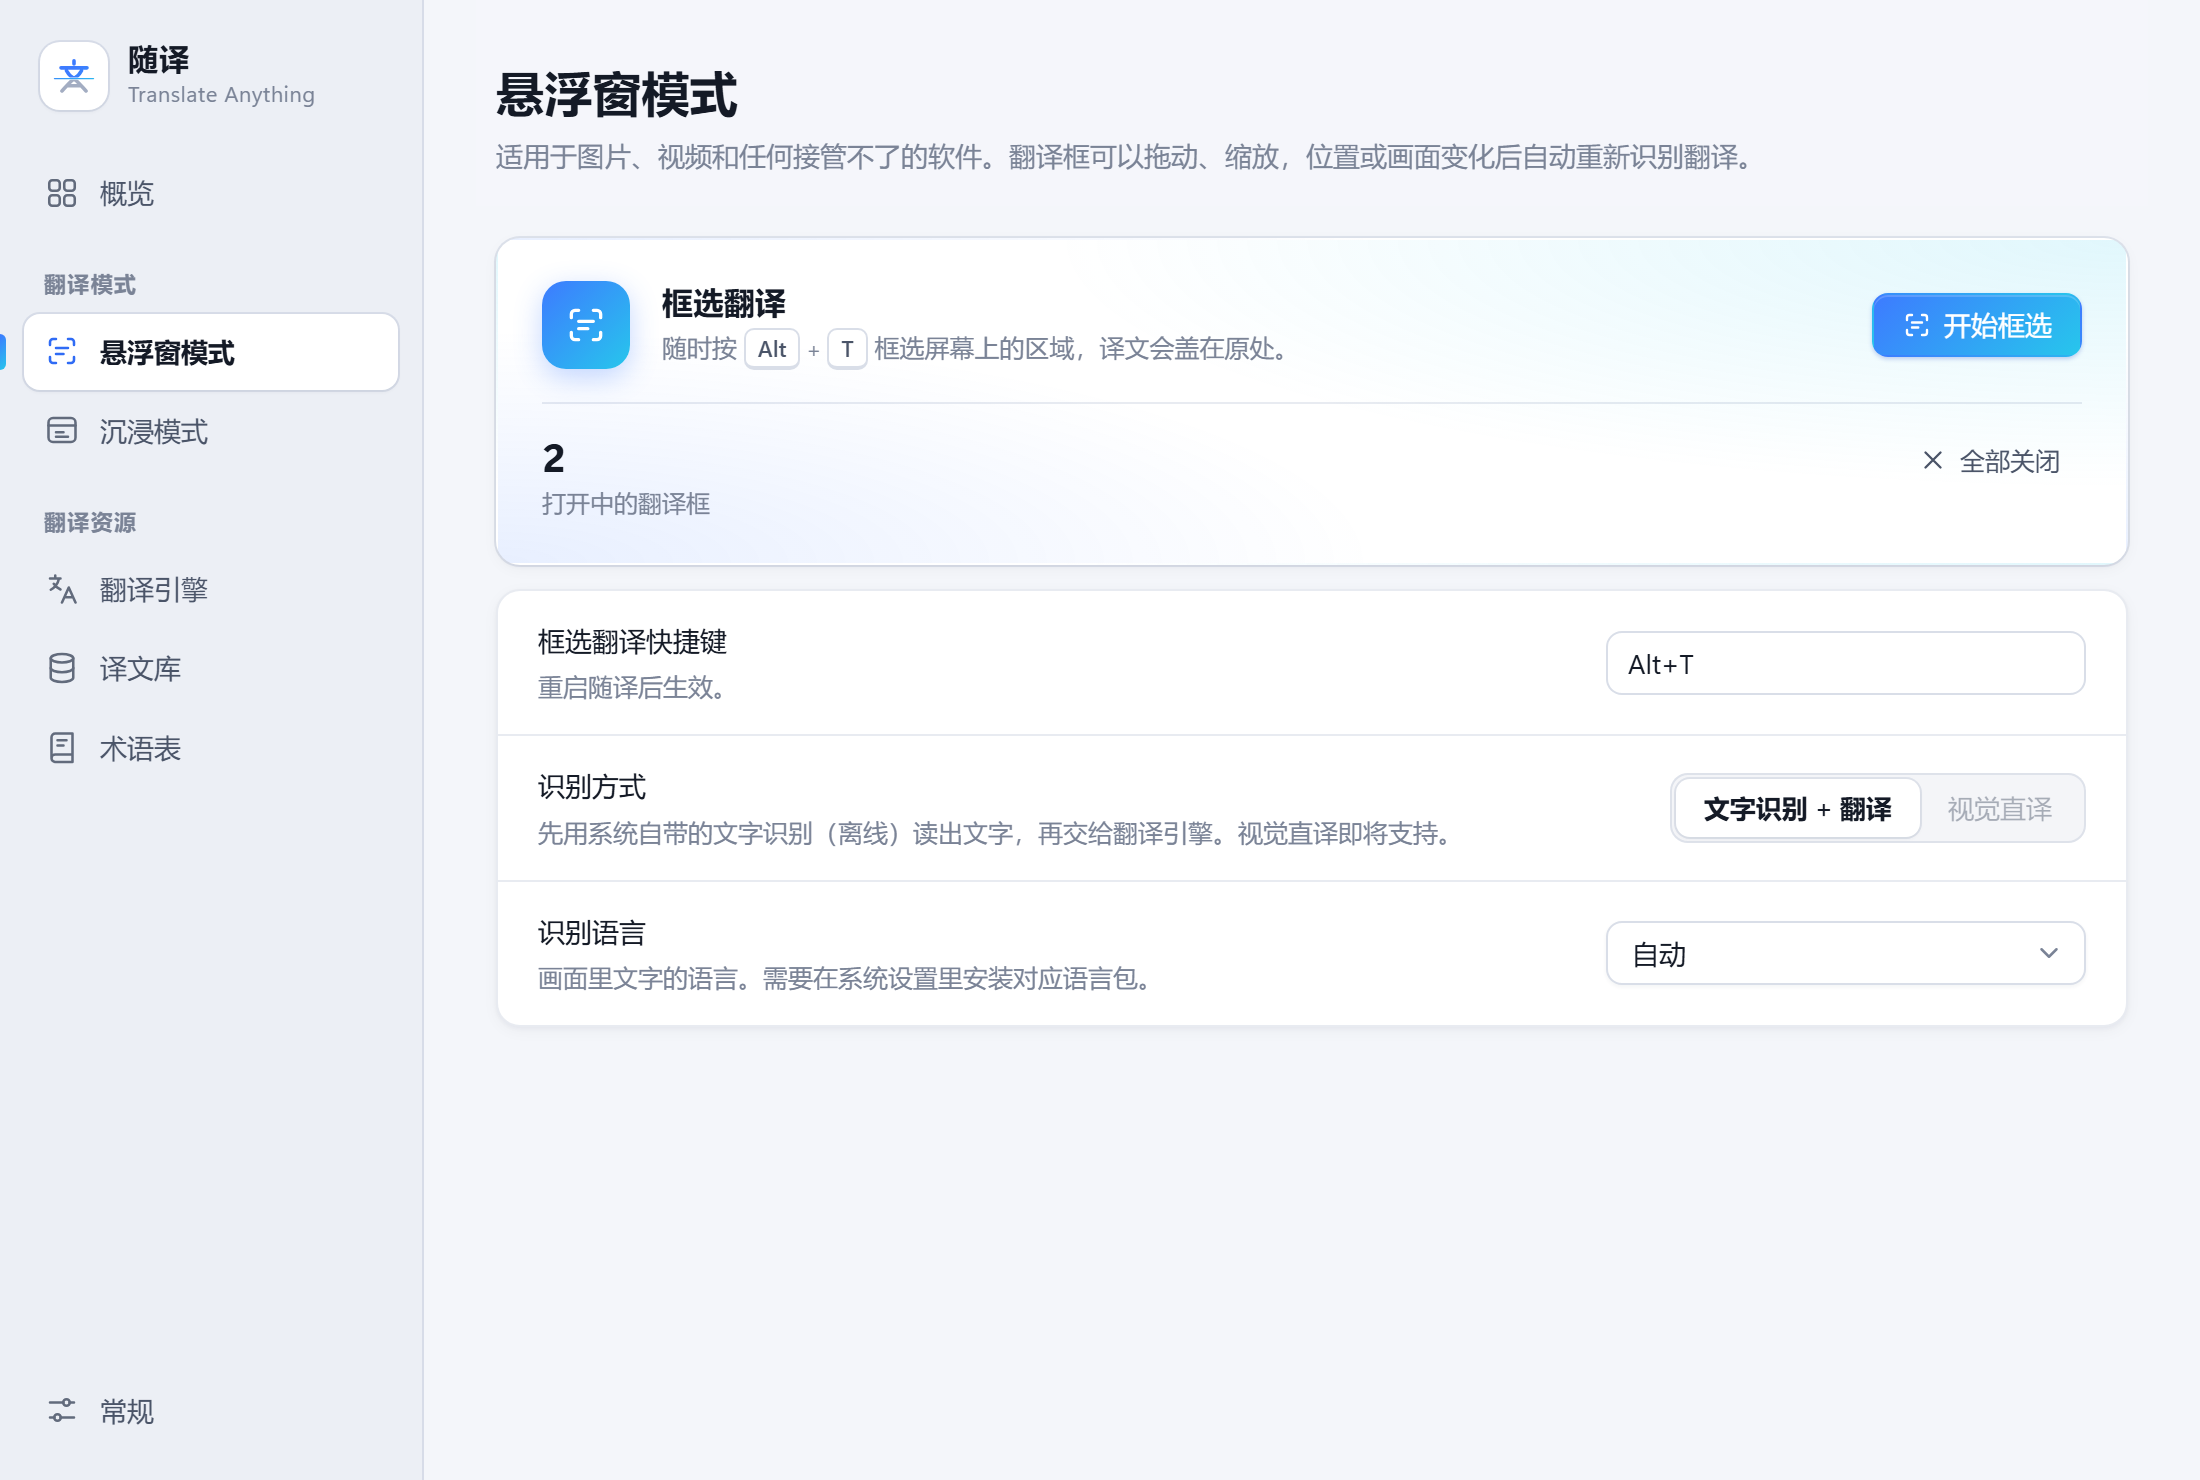 随译
Translate Anything
概览
翻译模式
悬浮窗模式
沉浸模式
翻译资源
翻译引擎
译文库
术语表
常规
悬浮窗模式
适用于图片、视频和任何接管不了的软件。翻译框可以拖动、缩放，位置或画面变化后自动重新识别翻译。
框选翻译
随时按 Alt + T 框选屏幕上的区域，译文会盖在原处。
开始框选
2
打开中的翻译框
全部关闭
框选翻译快捷键
重启随译后生效。
Alt+T
识别方式
先用系统自带的文字识别（离线）读出文字，再交给翻译引擎。视觉直译即将支持。
文字识别 + 翻译
视觉直译
识别语言
画面里文字的语言。需要在系统设置里安装对应语言包。
自动